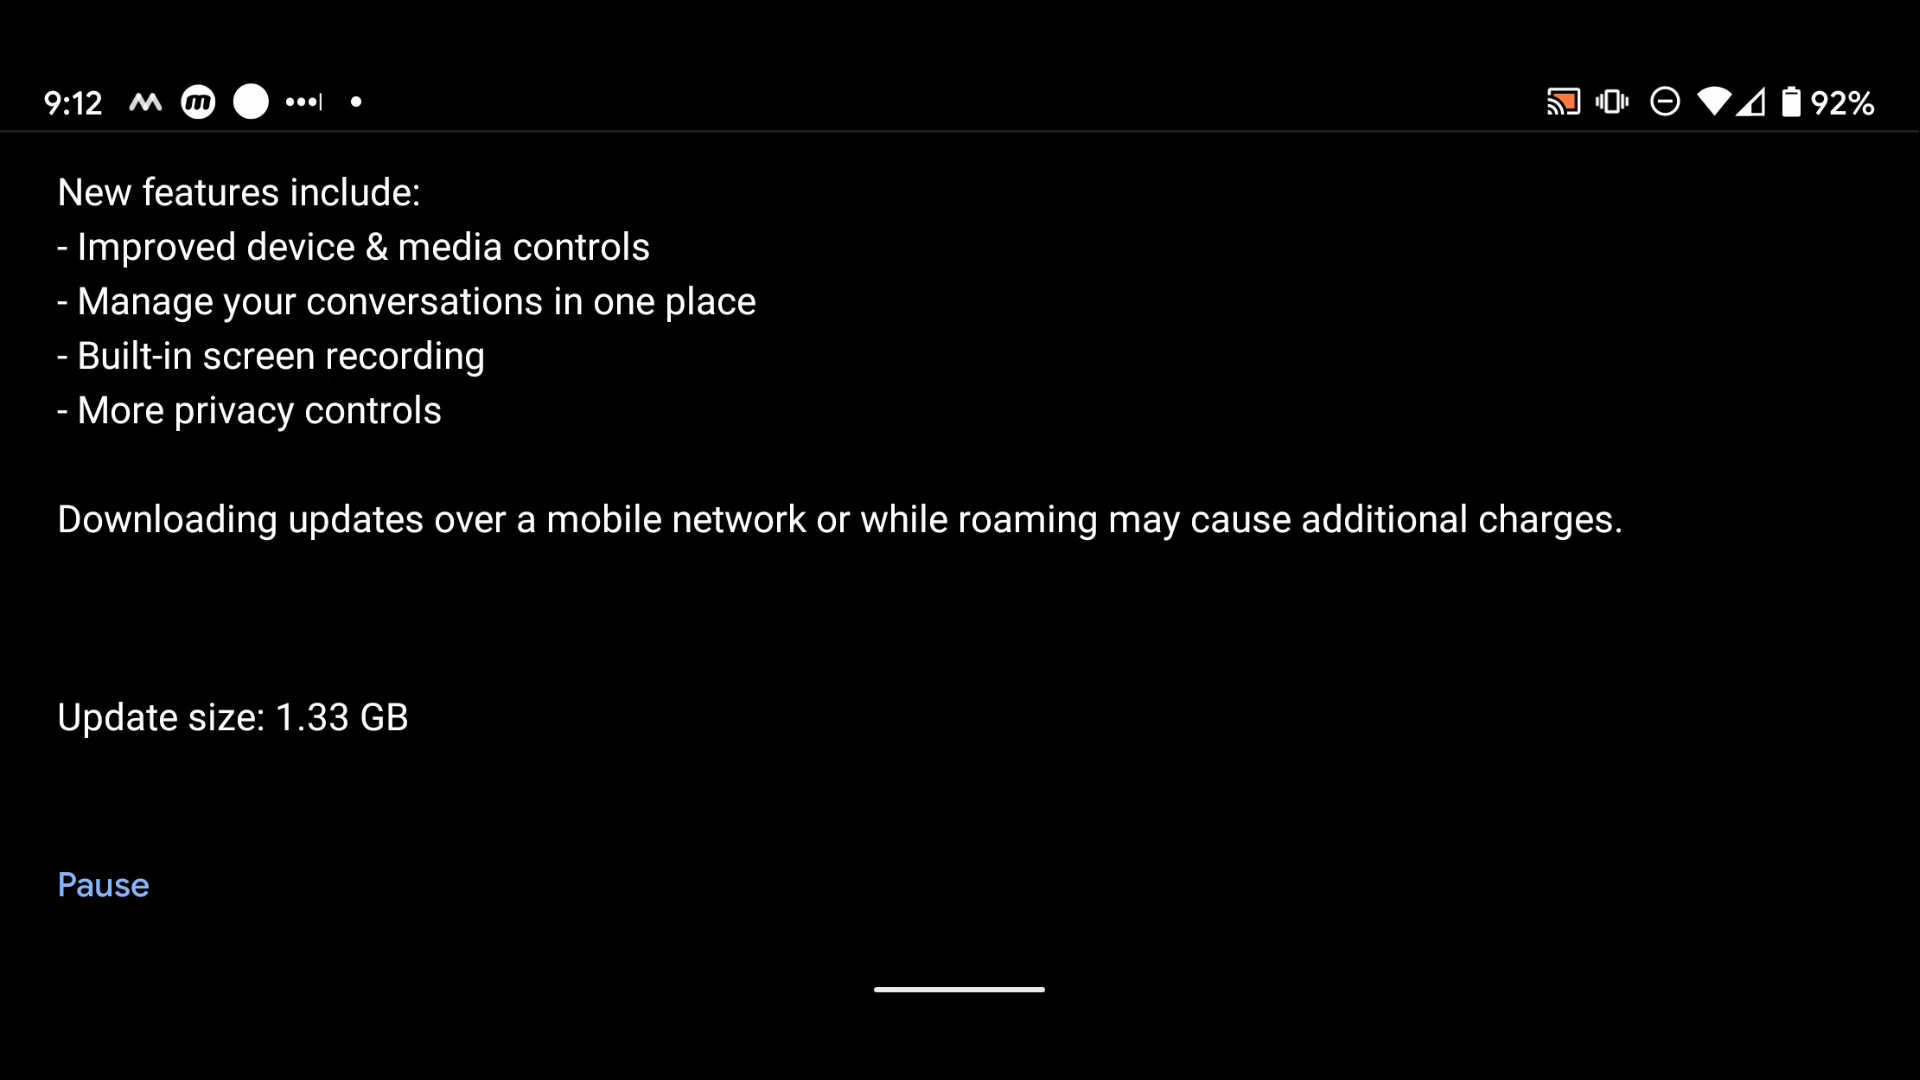 9:12 m 92%
New features include:
- Improved device & media controls
- Manage your conversations in one place
- Built-in screen recording
- More privacy controls
Downloading updates over a mobile network or while roaming may cause additional charges.
Update size: 1.33 GB
Pause